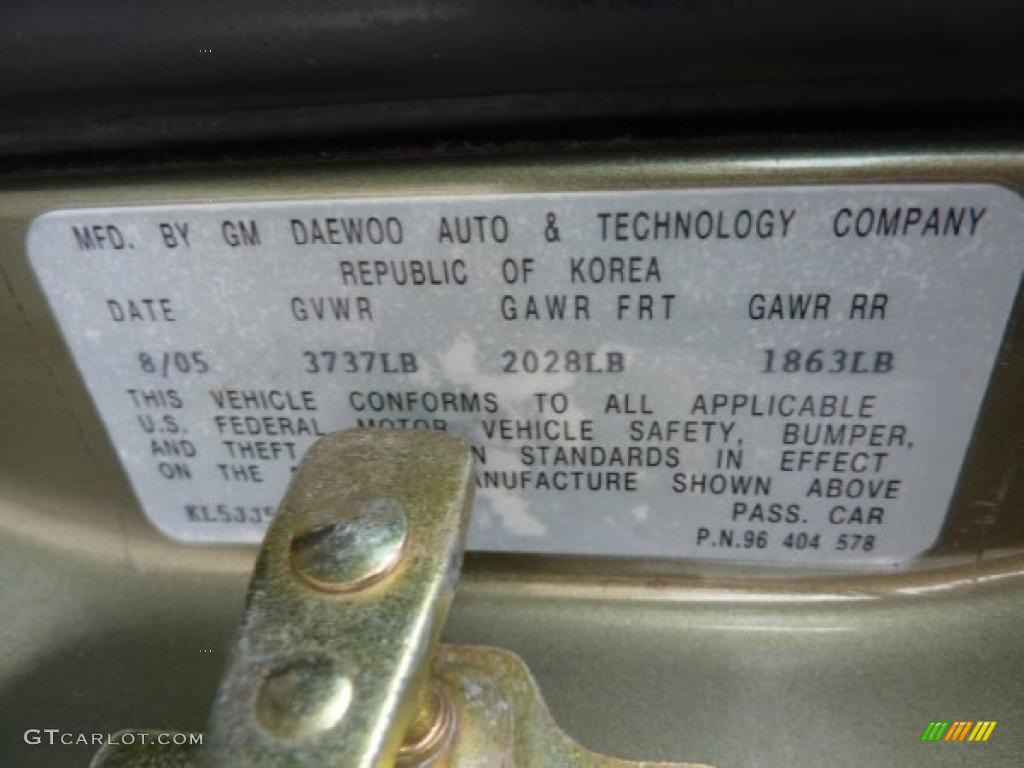 MFD. BY GM DAEWOO AUTO & TECHNOLOGY COMPANY
REPUBLIC OF KOREA
DATE GVWR GAWR FRT GAWR RR
8/05 3737LB 2028LB 1863LB
THIS VEHICLE CONFORMS TO ALL APPLICABLE
U.S. FEDERAL MOTOR VEHICLE SAFETY, BUMPER,
AND THEFT N STANDARDS IN EFFECT
ON THE ANUFACTURE SHOWN ABOVE
KL5JJ5 PASS. CAR
P.N.96 404 578
GTCARLOT.COM